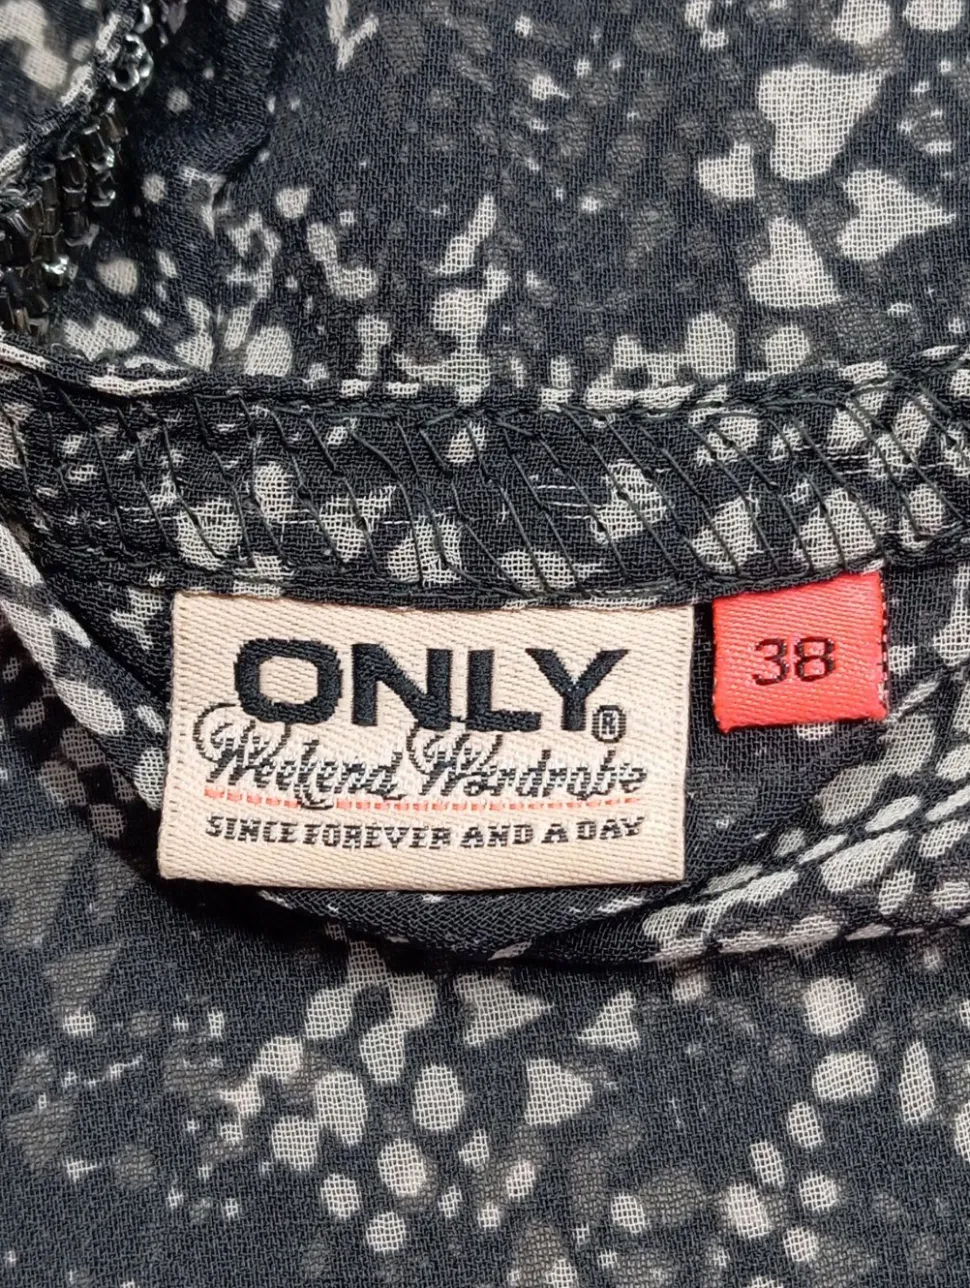 ONLY®
Weekend Wardrobe
SINCE FOREVER AND A DAY
38